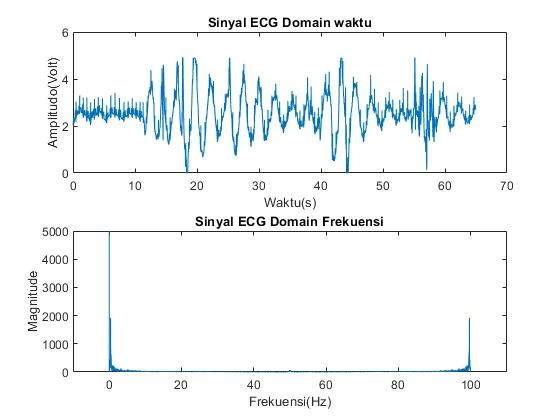 Sinyal ECG Domain waktu
6
4
2
0
Amplitudo(Volt)
0 10 20 30 40 50 60 70
Waktu(s)
Sinyal ECG Domain Frekuensi
5000
4000
3000
2000
1000
0
Magnitude
0 20 40 60 80 100
Frekuensi(Hz)